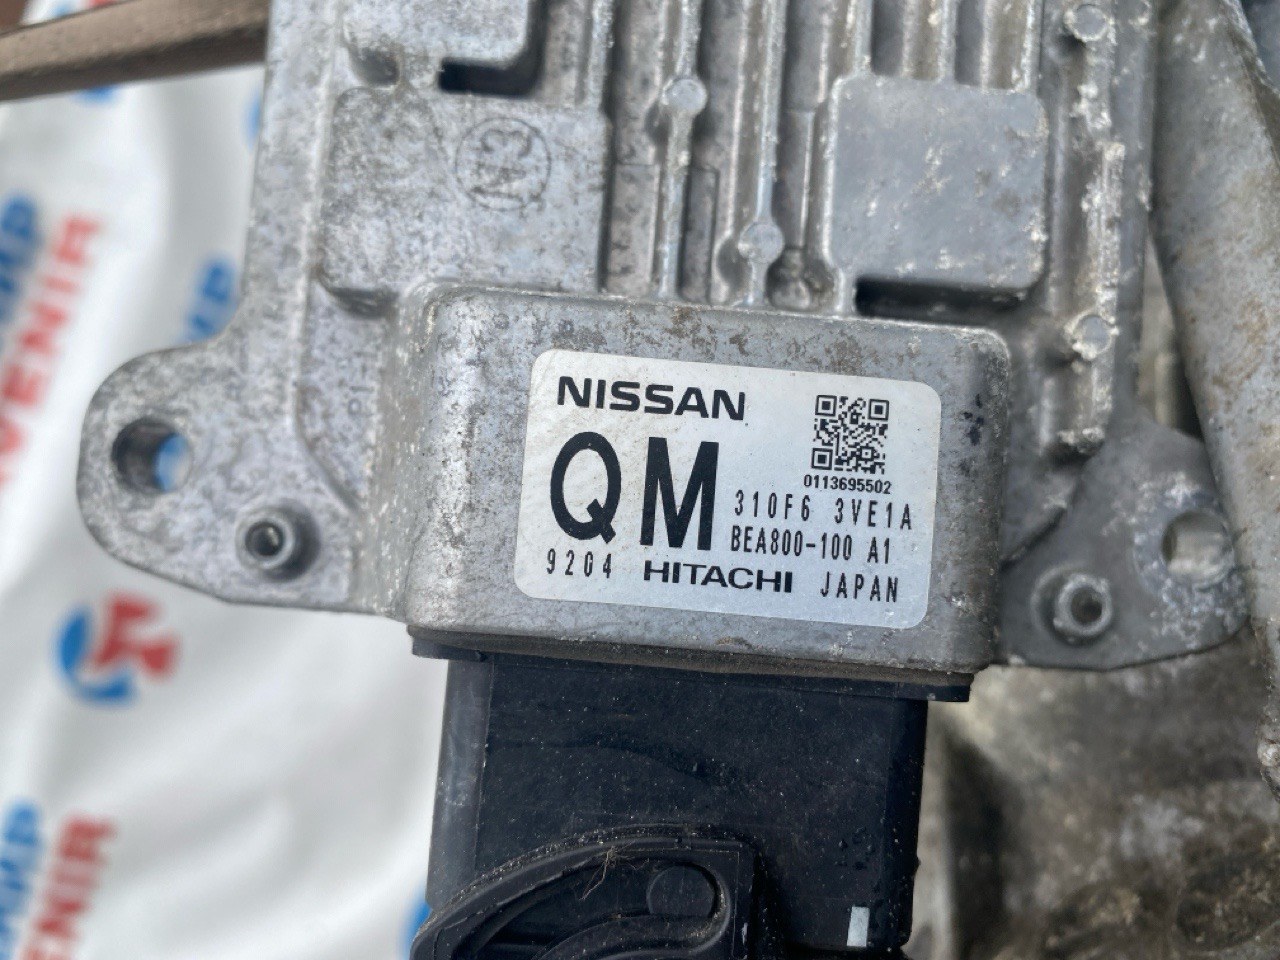 NISSAN
QM
0113695502
310F6 3VE1A
BEA800-100 A1
9204 HITACHI JAPAN